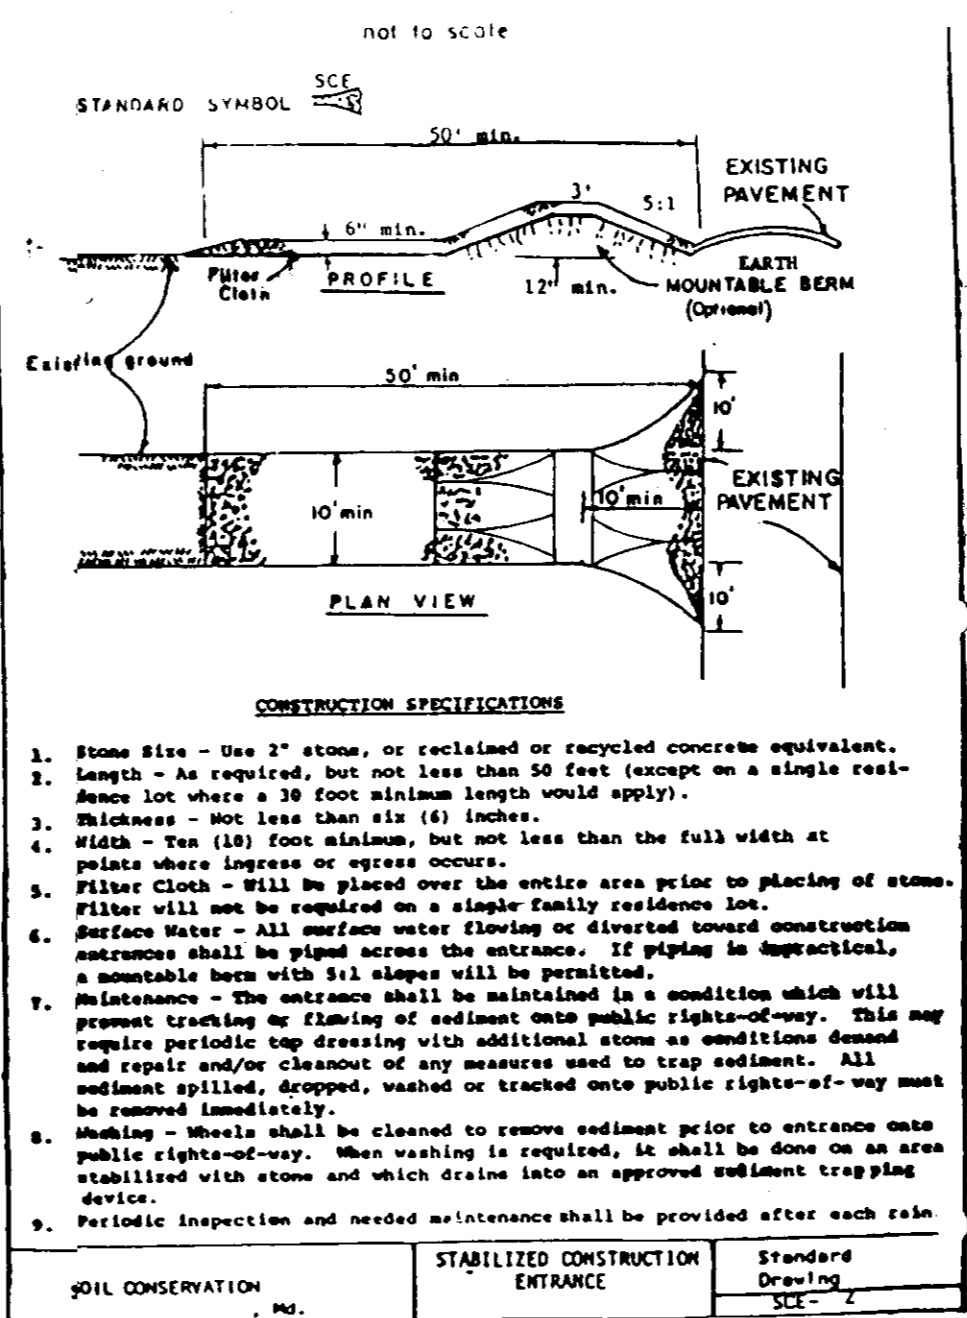 not to scale
STANDARD SYMBOL SCE
50' min.
EXISTING
PAVEMENT
3'
5:1
6" min.
Filter
Cloth
PROFILE
12" min.
EARTH
MOUNTABLE BERM
(Optional)
Existing ground
50' min
10'
10' min
10' min
EXISTING
PAVEMENT
10'
PLAN VIEW
CONSTRUCTION SPECIFICATIONS
1. Stone Size - Use 2" stone, or reclaimed or recycled concrete equivalent.
2. Length - As required, but not less than 50 feet (except on a single resi-
dence lot where a 30 foot minimum length would apply).
3. Thickness - Not less than six (6) inches.
4. Width - Ten (10) foot minimum, but not less than the full width at
points where ingress or egress occurs.
5. Filter Cloth - Will be placed over the entire area prior to placing of stone.
Filter will not be required on a single family residence lot.
6. Surface Water - All surface water flowing or diverted toward construction
entrances shall be piped across the entrance. If piping is impractical,
a mountable berm with 5:1 slopes will be permitted.
7. Maintenance - The entrance shall be maintained in a condition which will
prevent tracking or flowing of sediment onto public rights-of-way. This may
require periodic top dressing with additional stone as conditions demand
and repair and/or cleanout of any measures used to trap sediment. All
sediment spilled, dropped, washed or tracked onto public rights-of-way must
be removed immediately.
8. Washing - Wheels shall be cleaned to remove sediment prior to entrance onto
public rights-of-way. When washing is required, it shall be done on an area
stabilized with stone and which drains into an approved sediment trapping
device.
9. Periodic inspection and needed maintenance shall be provided after each rain.
SOIL CONSERVATION
, Md.
STABILIZED CONSTRUCTION
ENTRANCE
Standard
Drawing
SCE- 2